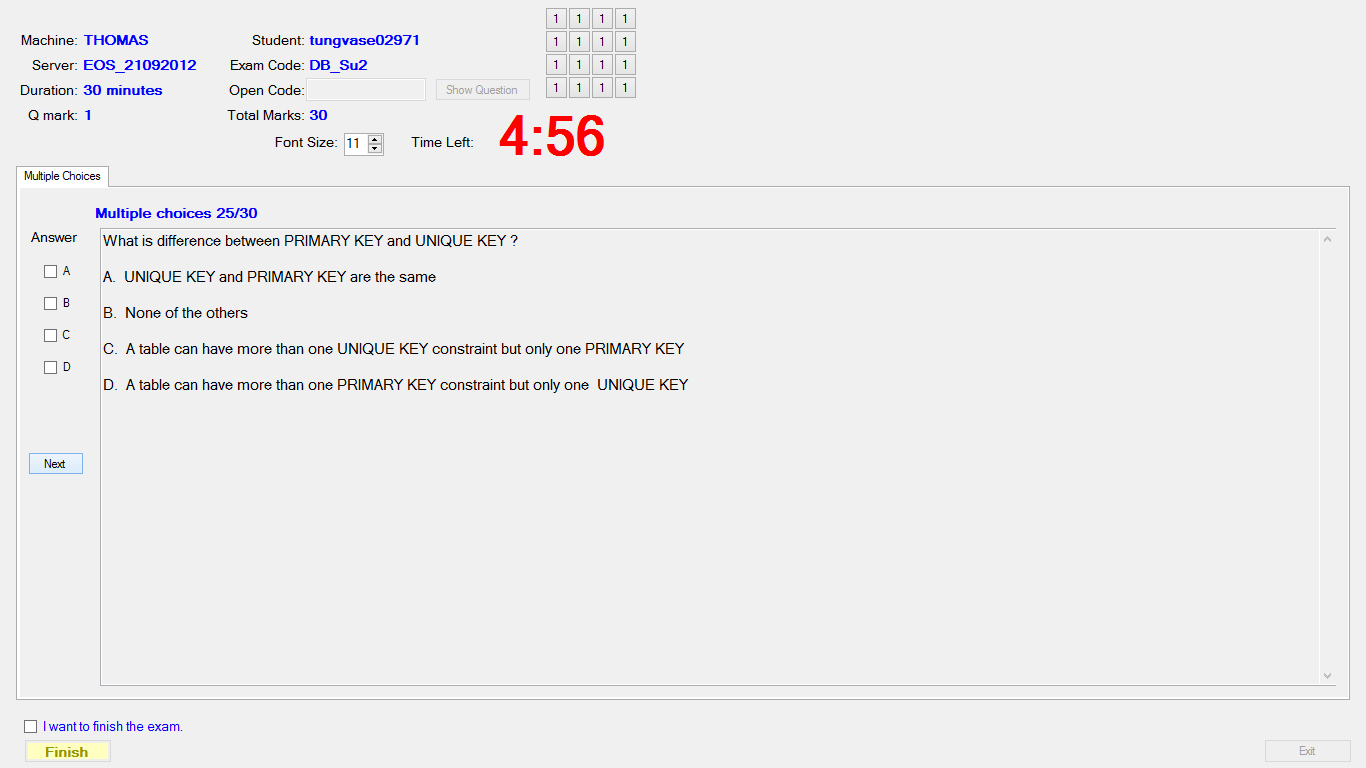 Machine: THOMAS Student: tungvase02971
Server: EOS_21092012 Exam Code: DB_Su2
Duration: 30 minutes Open Code: Show Question
Q mark: 1 Total Marks: 30
1 1 1 1
1 1 1 1
1 1 1 1
1 1 1 1
Font Size: 11 Time Left: 4:56
Multiple Choices
Multiple choices 25/30
Answer
A
B
C
D
Next
What is difference between PRIMARY KEY and UNIQUE KEY ?
A. UNIQUE KEY and PRIMARY KEY are the same
B. None of the others
C. A table can have more than one UNIQUE KEY constraint but only one PRIMARY KEY
D. A table can have more than one PRIMARY KEY constraint but only one UNIQUE KEY
I want to finish the exam.
Finish
Exit